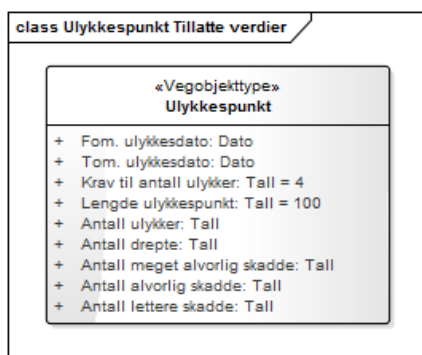 class Ulykkespunkt Tillatte verdier
«Vegobjekttype»
Ulykkespunkt
+ Fom. ulykkesdato: Dato
+ Tom. ulykkesdato: Dato
+ Krav til antall ulykker: Tall = 4
+ Lengde ulykkespunkt: Tall = 100
+ Antall ulykker: Tall
+ Antall drepte: Tall
+ Antall meget alvorlig skadde: Tall
+ Antall alvorlig skadde: Tall
+ Antall lettere skadde: Tall